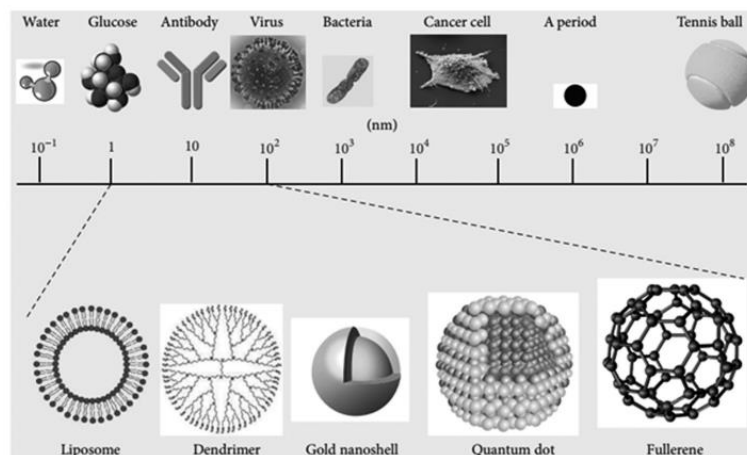 Water Glucose Antibody Virus Bacteria Cancer cell A period Tennis ball
(nm)
10⁻¹ 1 10 10² 10³ 10⁴ 10⁵ 10⁶ 10⁷ 10⁸
Liposome Dendrimer Gold nanoshell Quantum dot Fullerene